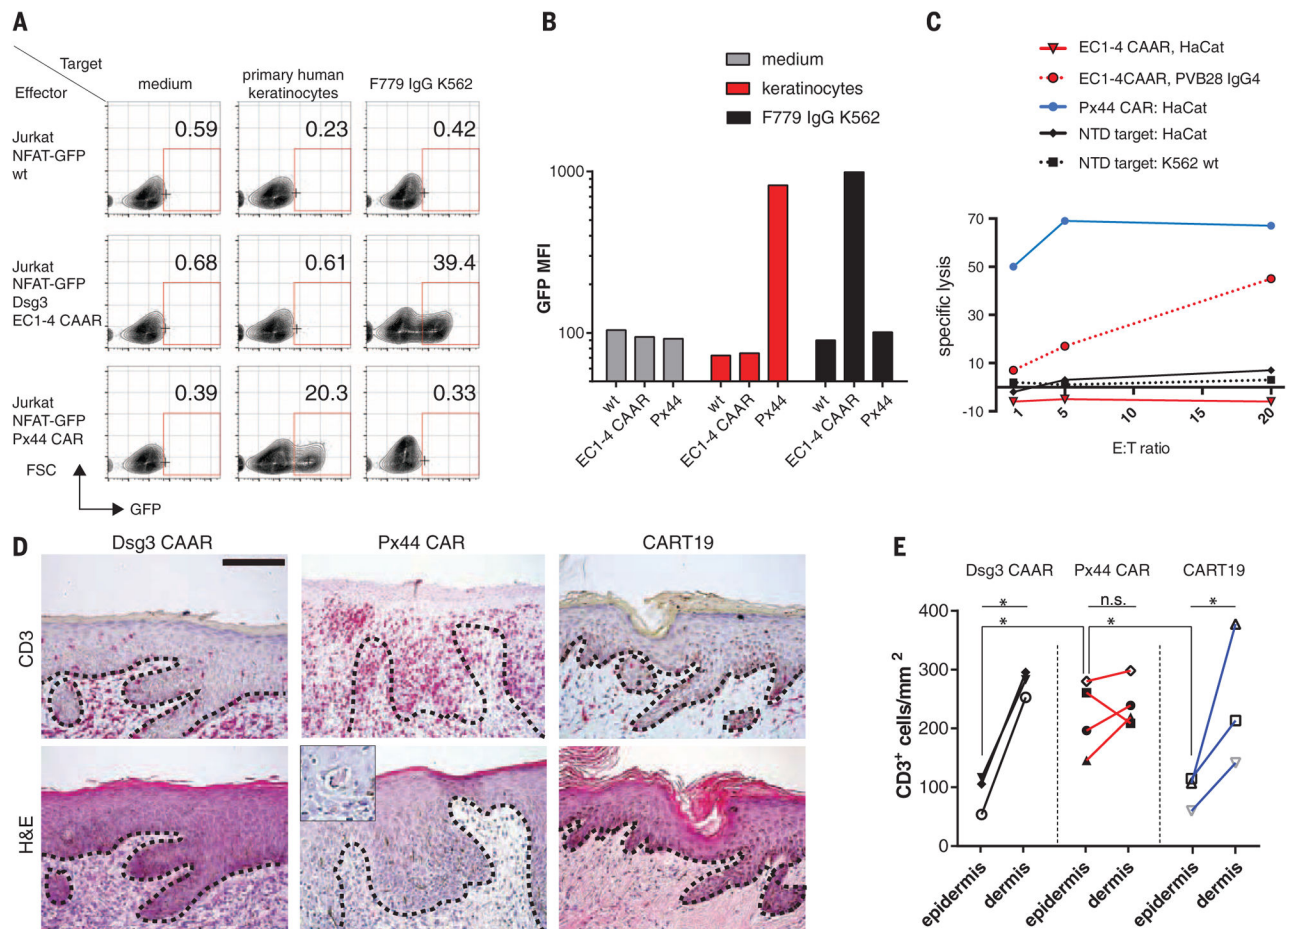 A
Target
Effector
medium
primary human
keratinocytes
F779 IgG K562
Jurkat
NFAT-GFP
wt
0.59
0.23
0.42
Jurkat
NFAT-GFP
Dsg3
EC1-4 CAAR
0.68
0.61
39.4
Jurkat
NFAT-GFP
Px44 CAR
0.39
20.3
0.33
FSC
GFP
B
medium
keratinocytes
F779 IgG K562
GFP MFI
1000
100
wt
EC1-4 CAAR
Px44
wt
EC1-4 CAAR
Px44
wt
EC1-4 CAAR
Px44
C
EC1-4 CAAR, HaCat
EC1-4CAAR, PVB28 IgG4
Px44 CAR: HaCat
NTD target: HaCat
NTD target: K562 wt
specific lysis
70
50
30
10
-10
1
5
10
15
20
E:T ratio
D
Dsg3 CAAR
Px44 CAR
CART19
CD3
H&E
E
Dsg3 CAAR
Px44 CAR
CART19
*
n.s.
*
*
*
CD3+ cells/mm2
400
300
200
100
0
epidermis
dermis
epidermis
dermis
epidermis
dermis